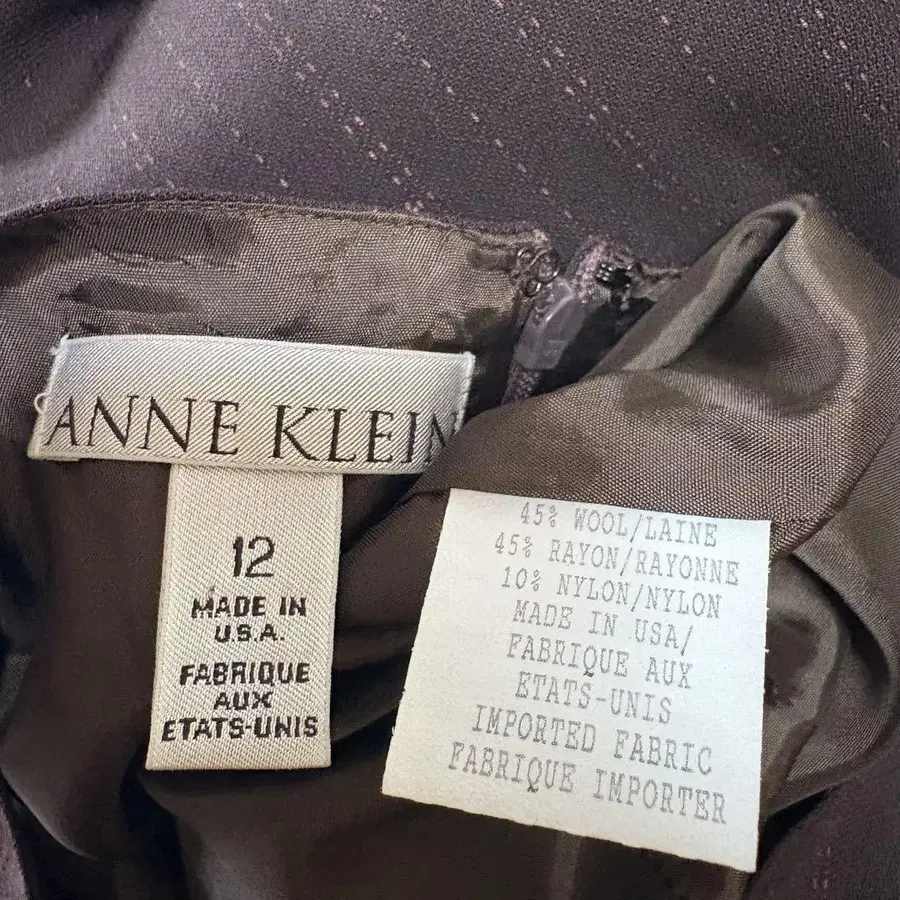 ANNE KLEIN
12
MADE IN
U.S.A.
FABRIQUE
AUX
ETATS-UNIS
45% WOOL/LAINE
45% RAYON/RAYONNE
10% NYLON/NYLON
MADE IN USA/
FABRIQUE AUX
ETATS-UNIS
IMPORTED FABRIC
FABRIQUE IMPORTER